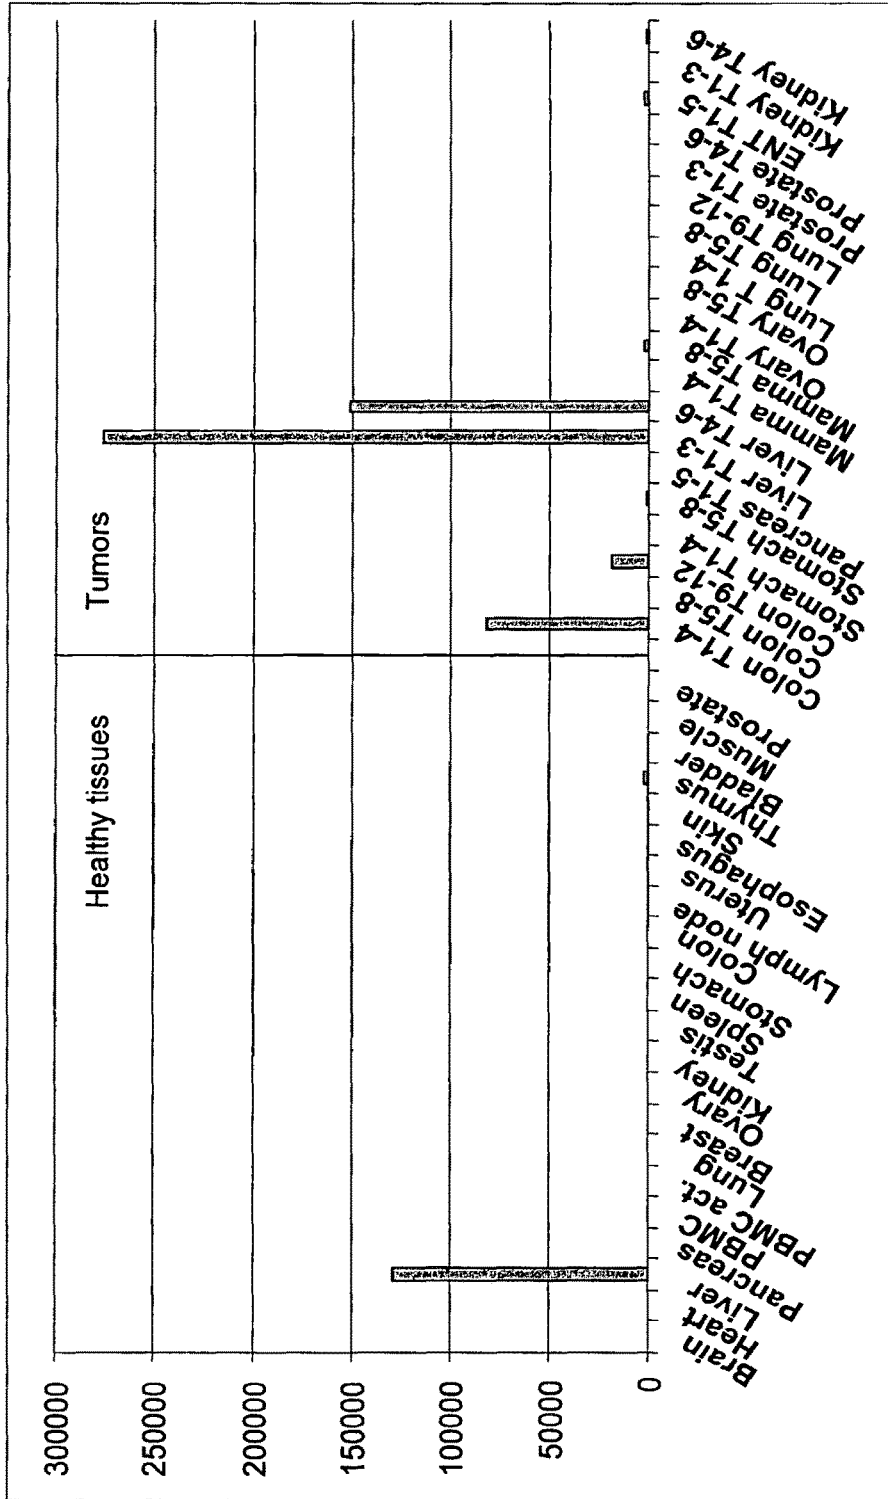 300000
250000
200000
150000
100000
50000
0
Healthy tissues
Tumors
Brain
Heart
Liver
Pancreas
PBMC
PBMC act.
Lung
Breast
Ovary
Kidney
Testis
Spleen
Stomach
Colon
Lymph node
Uterus
Esophagus
Skin
Thymus
Bladder
Muscle
Prostate
Colon T1-4
Colon T5-8
Colon T9-12
Stomach T1-4
Stomach T5-8
Pancreas T1-5
Liver T1-3
Liver T4-6
Mamma T1-4
Mamma T5-8
Ovary T1-4
Ovary T5-8
Lung T 1-4
Lung T5-8
Lung T9-12
Prostate T1-3
Prostate T4-6
ENT T1-5
Kidney T1-3
Kidney T4-6